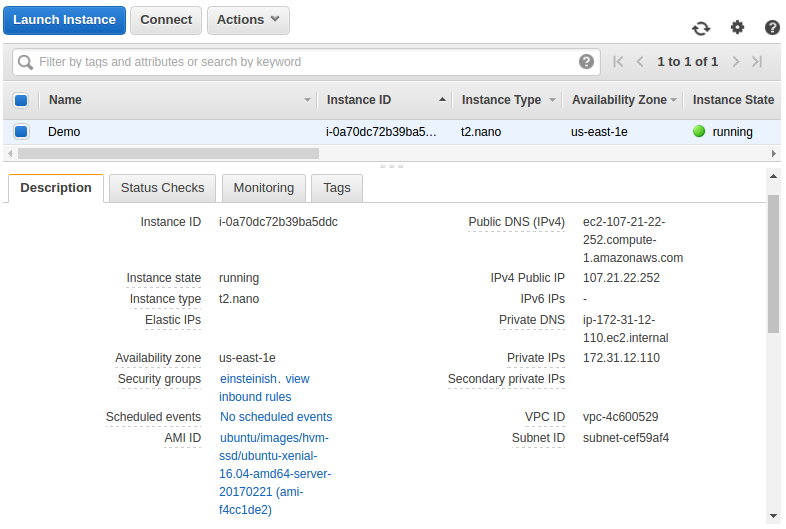 Launch Instance Connect Actions
Filter by tags and attributes or search by keyword 1 to 1 of 1
Name Instance ID Instance Type Availability Zone Instance State
Demo i-0a70dc72b39ba5... t2.nano us-east-1e running
Description Status Checks Monitoring Tags
Instance ID i-0a70dc72b39ba5ddc Public DNS (IPv4) ec2-107-21-22-
252.compute-
1.amazonaws.com
Instance state running IPv4 Public IP 107.21.22.252
Instance type t2.nano IPv6 IPs -
Elastic IPs Private DNS ip-172-31-12-
110.ec2.internal
Availability zone us-east-1e Private IPs 172.31.12.110
Security groups einsteinish. view Secondary private IPs
inbound rules
Scheduled events No scheduled events VPC ID vpc-4c600529
AMI ID ubuntu/images/hvm- Subnet ID subnet-cef59af4
ssd/ubuntu-xenial-
16.04-amd64-server-
20170221 (ami-
f4cc1de2)